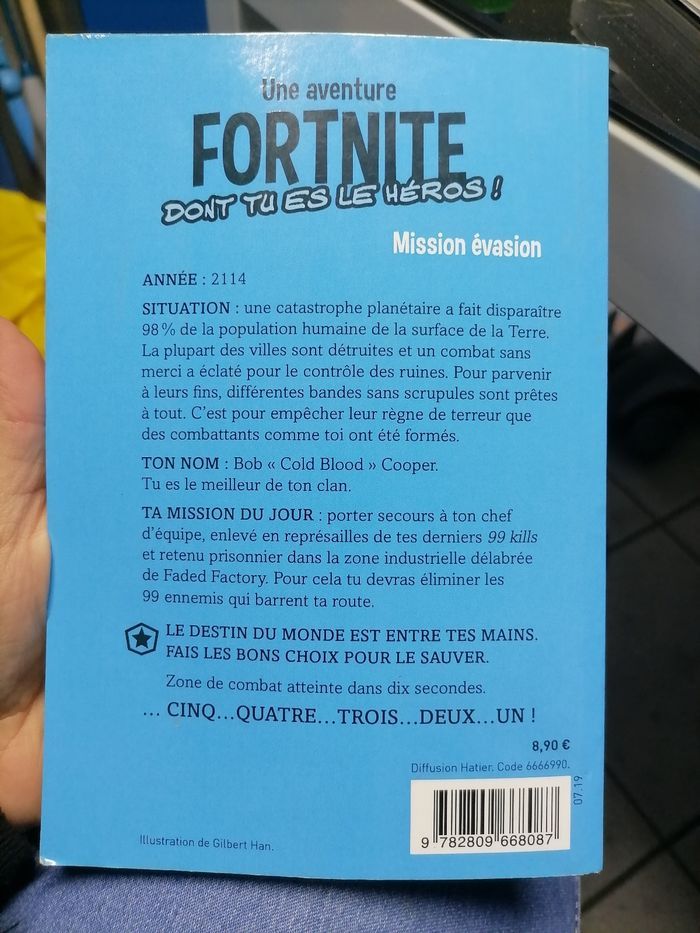 Une aventure
FORTNITE
DONT TU ES LE HÉROS !
Mission évasion
ANNÉE : 2114
SITUATION : une catastrophe planétaire a fait disparaître
98 % de la population humaine de la surface de la Terre.
La plupart des villes sont détruites et un combat sans
merci a éclaté pour le contrôle des ruines. Pour parvenir
à leurs fins, différentes bandes sans scrupules sont prêtes
à tout. C'est pour empêcher leur règne de terreur que
des combattants comme toi ont été formés.
TON NOM : Bob « Cold Blood » Cooper.
Tu es le meilleur de ton clan.
TA MISSION DU JOUR : porter secours à ton chef
d'équipe, enlevé en représailles de tes derniers 99 kills
et retenu prisonnier dans la zone industrielle délabrée
de Faded Factory. Pour cela tu devras éliminer les
99 ennemis qui barrent ta route.
LE DESTIN DU MONDE EST ENTRE TES MAINS.
FAIS LES BONS CHOIX POUR LE SAUVER.
Zone de combat atteinte dans dix secondes.
... CINQ...QUATRE...TROIS...DEUX...UN !
8,90 €
Diffusion Hatier. Code 6666990.
07.19
9 782809 668087
Illustration de Gilbert Han.